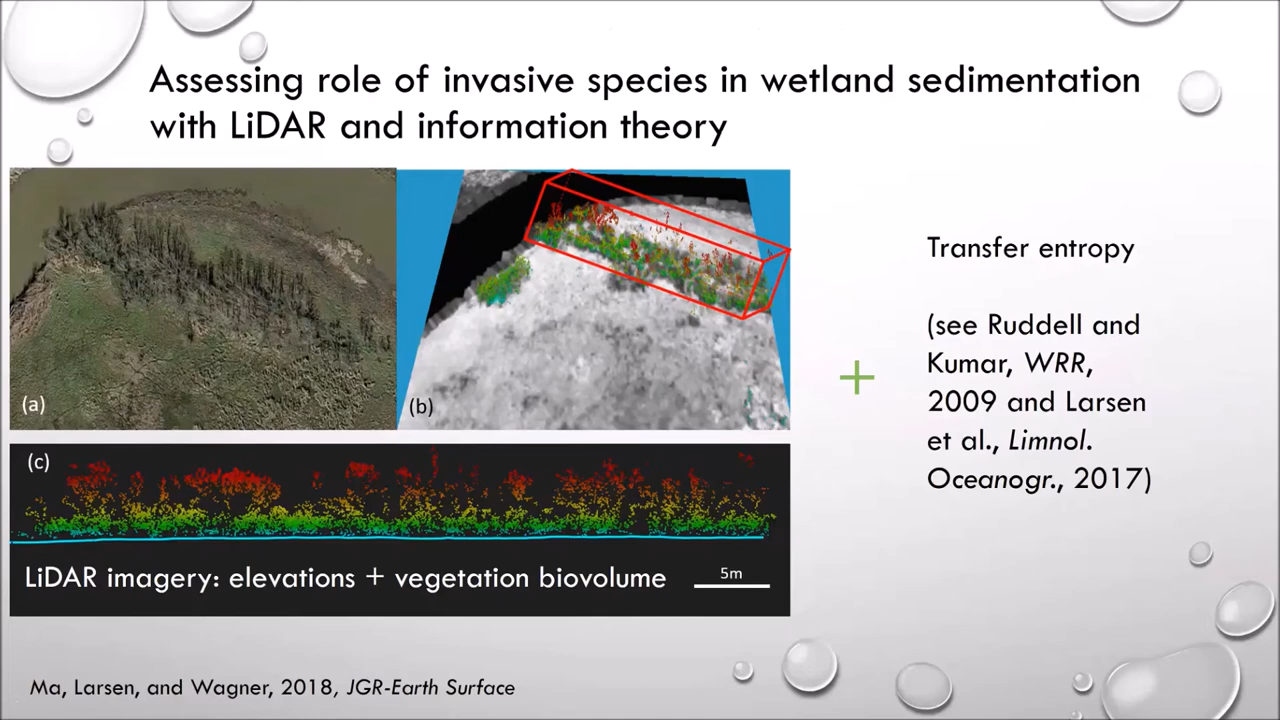 Assessing role of invasive species in wetland sedimentation
with LiDAR and information theory
(a)
(b)
(c)
LiDAR imagery: elevations + vegetation biovolume
5m
+
Transfer entropy
(see Ruddell and
Kumar, WRR,
2009 and Larsen
et al., Limnol.
Oceanogr., 2017)
Ma, Larsen, and Wagner, 2018, JGR-Earth Surface